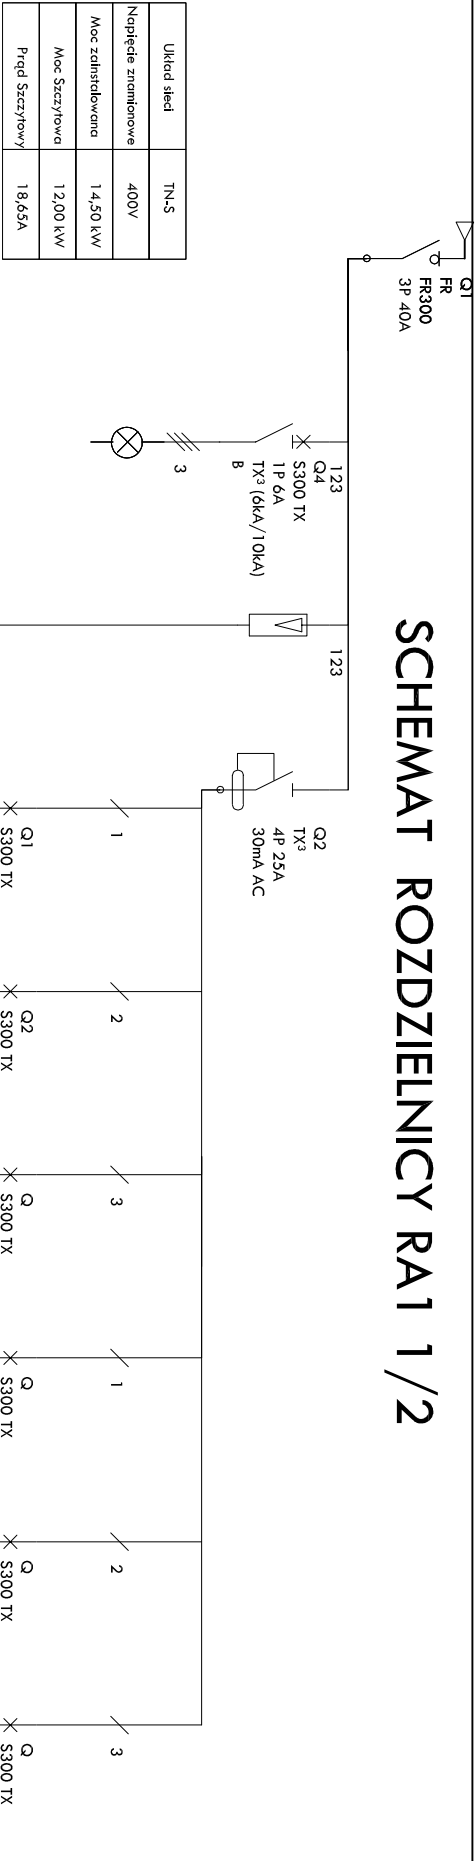 SCHEMAT ROZDZIELNICY RA1 1/2
Układ sieci TN-S
Napięcie znamionowe 400V
Moc zainstalowana 14,50 kW
Moc Szczytowa 12,00 kW
Prąd Szczytowy 18,65A
Q1
FR
FR300
3P 40A
123
Q4
S300 TX
1P 6A
TX³ (6kA/10kA)
B
3
123
Q2
TX³
4P 25A
30mA AC
1
Q1
S300 TX
2
Q2
S300 TX
3
Q
S300 TX
1
Q
S300 TX
2
Q
S300 TX
3
Q
S300 TX